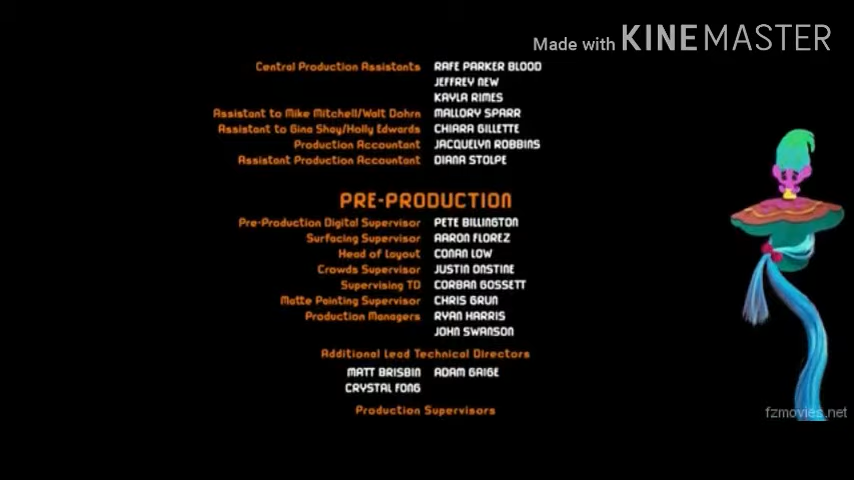 Made with KINEMASTER
Central Production Assistants RAFE PARKER BLOOD
JEFFREY NEW
KAYLA RIMES
Assistant to Mike Mitchell/Walt Dohrn MALLORY SPARR
Assistant to Gina Shay/Holly Edwards CHIARA GILLETTE
Production Accountant JACQUELYN ROBBINS
Assistant Production Accountant DIANA STOLPE
PRE-PRODUCTION
Pre-Production Digital Supervisor PETE BILLINGTON
Surfacing Supervisor AARON FLOREZ
Head of Layout CONAN LOW
Crowds Supervisor JUSTIN ONSTINE
Supervising TD CORBAN GOSSETT
Matte Painting Supervisor CHRIS GRUN
Production Managers RYAN HARRIS
JOHN SWANSON
Additional Lead Technical Directors
MATT BRISBIN ADAM GAIGE
CRYSTAL FONG
Production Supervisors
fzmovies.net